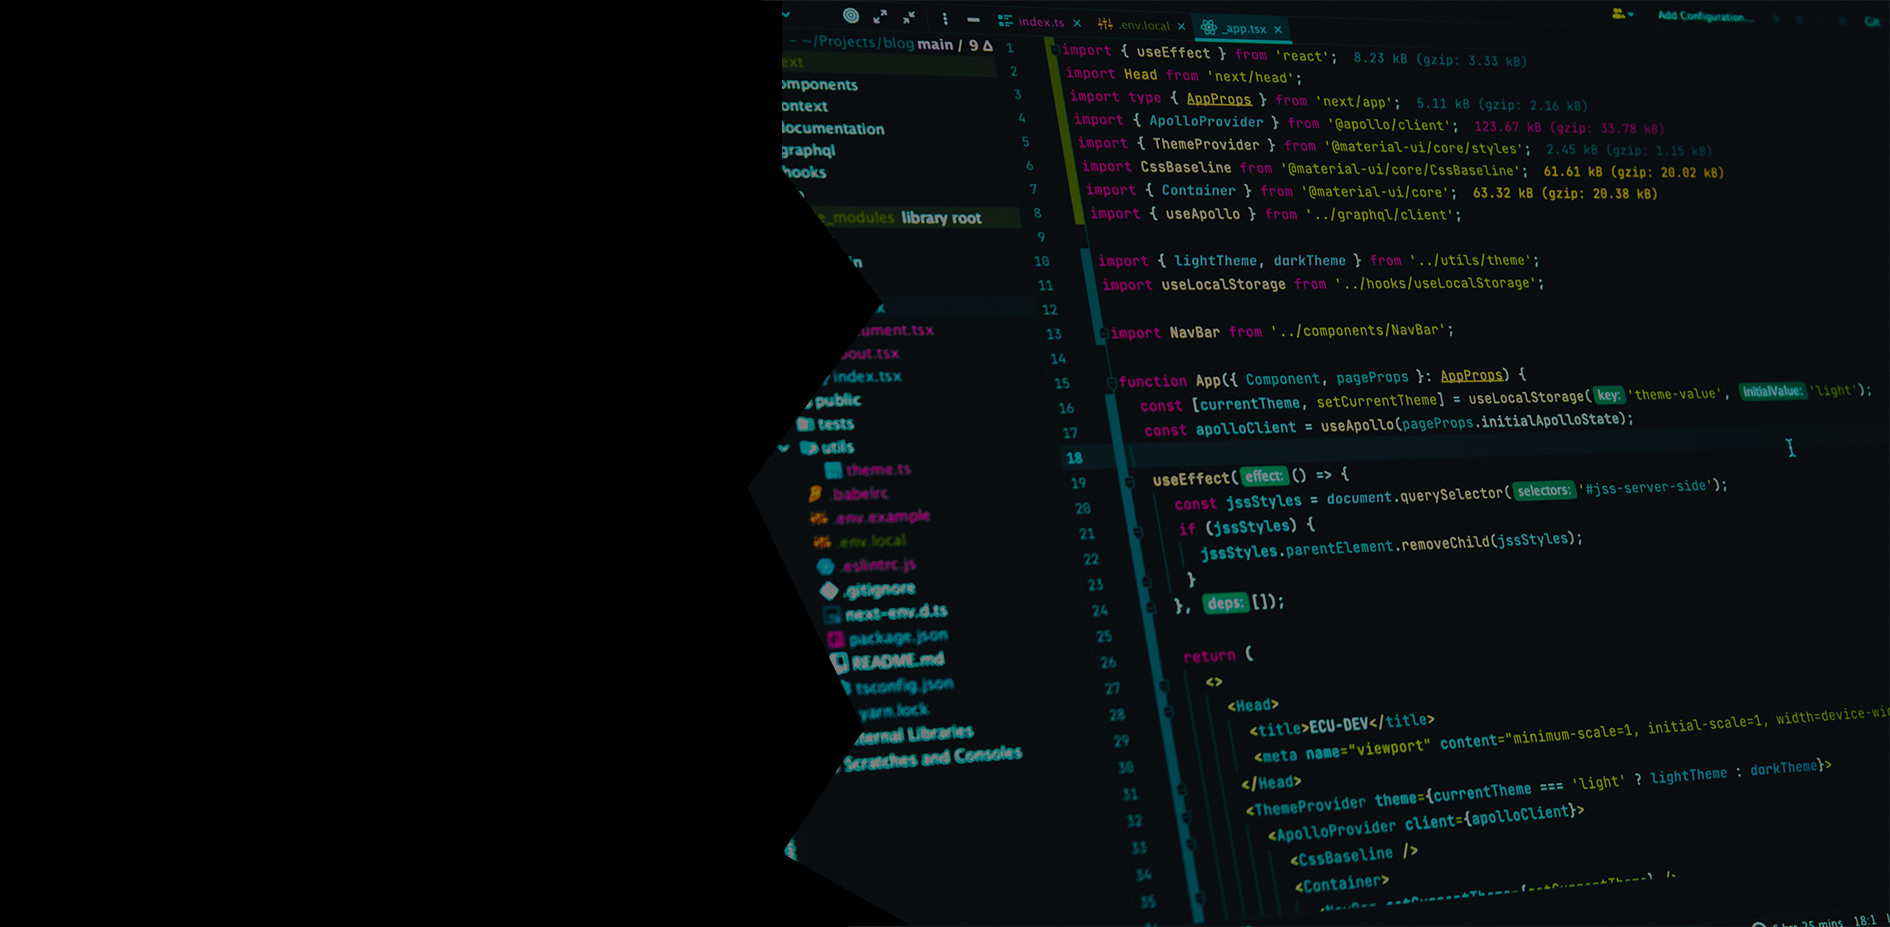 index.ts × .env.local × _app.tsx ×
Add Configuration... Git
~/Projects/blog main / 9 Δ
ext
omponents
ontext
documentation
graphql
hooks
e_modules library root
ument.tsx
out.tsx
index.tsx
public
tests
utils
theme.ts
.babelrc
.env.example
.env.local
.eslintrc.js
.gitignore
next-env.d.ts
package.json
README.md
tsconfig.json
yarn.lock
ternal Libraries
Scratches and Consoles
1 import { useEffect } from 'react'; 8.23 kB (gzip: 3.33 kB)
2 import Head from 'next/head';
3 import type { AppProps } from 'next/app'; 5.11 kB (gzip: 2.16 kB)
4 import { ApolloProvider } from '@apollo/client'; 123.67 kB (gzip: 33.78 kB)
5 import { ThemeProvider } from '@material-ui/core/styles'; 2.45 kB (gzip: 1.15 kB)
6 import CssBaseline from '@material-ui/core/CssBaseline'; 61.61 kB (gzip: 20.02 kB)
7 import { Container } from '@material-ui/core'; 63.32 kB (gzip: 20.38 kB)
8 import { useApollo } from '../graphql/client';
9
10 import { lightTheme, darkTheme } from '../utils/theme';
11 import useLocalStorage from '../hooks/useLocalStorage';
12
13 import NavBar from '../components/NavBar';
14
15 function App({ Component, pageProps }: AppProps) {
16 const [currentTheme, setCurrentTheme] = useLocalStorage( key: 'theme-value', initialValue: 'light');
17 const apolloClient = useApollo(pageProps.initialApolloState);
18
19 useEffect( effect: () => {
20 const jssStyles = document.querySelector( selectors: '#jss-server-side');
21 if (jssStyles) {
22 jssStyles.parentElement.removeChild(jssStyles);
23 }
24 }, deps: []);
25
26 return (
27 <>
28 <Head>
29 <title>ECU-DEV</title>
30 <meta name="viewport" content="minimum-scale=1, initial-scale=1, width=device-wi
31 </Head>
32 <ThemeProvider theme={currentTheme === 'light' ? lightTheme : darkTheme}>
33 <ApolloProvider client={apolloClient}>
34 <CssBaseline />
35 <Container>
<NavBar setCurrentTheme={setCurrentTheme} />
25 mins 18:1